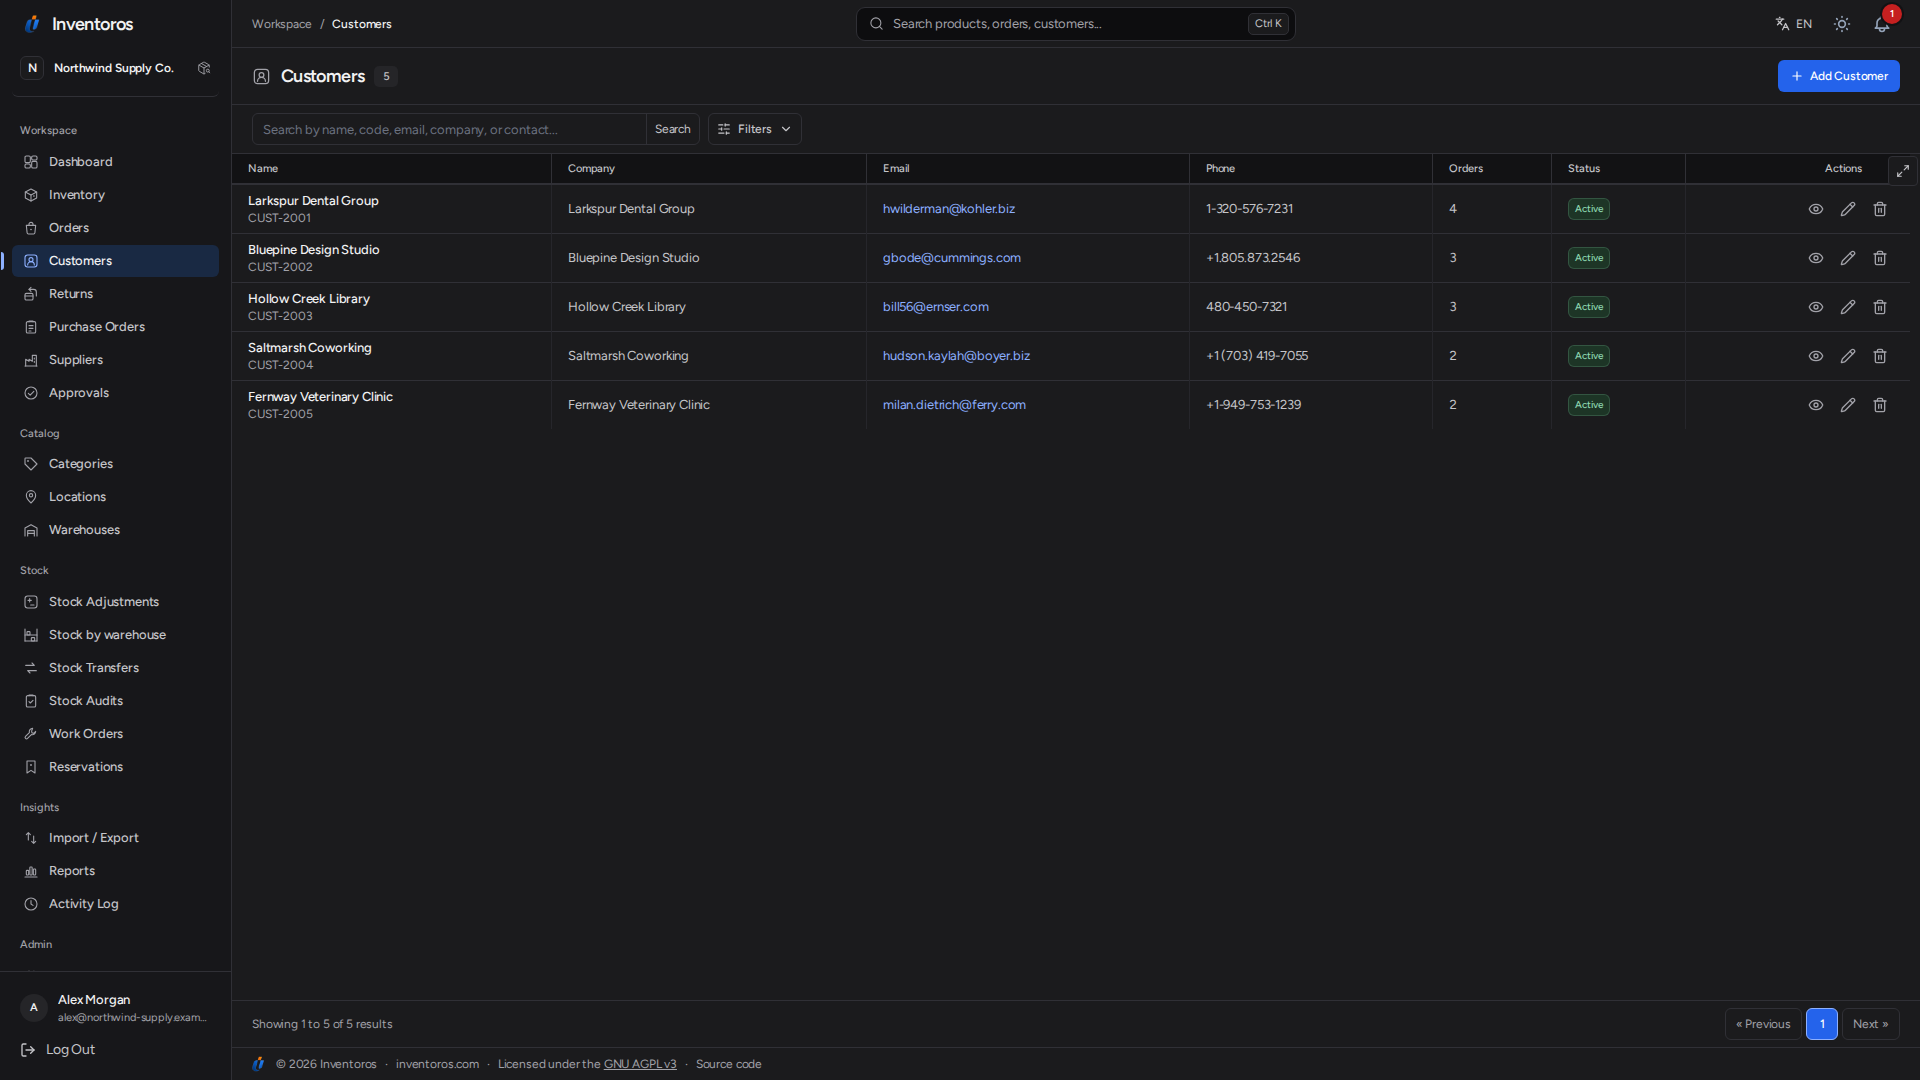 Inventoros
N Northwind Supply Co.
Workspace
Dashboard
Inventory
Orders
Customers
Returns
Purchase Orders
Suppliers
Approvals
Catalog
Categories
Locations
Warehouses
Stock
Stock Adjustments
Stock by warehouse
Stock Transfers
Stock Audits
Work Orders
Reservations
Insights
Import / Export
Reports
Activity Log
Admin
A Alex Morgan
alex@northwind-supply.exam...
Log Out
Workspace / Customers
Search products, orders, customers... Ctrl K
EN 1
Customers 5
Add Customer
Search by name, code, email, company, or contact... Search Filters
Name Company Email Phone Orders Status Actions
Larkspur Dental Group
CUST-2001
Larkspur Dental Group hwilderman@kohler.biz 1-320-576-7231 4 Active
Bluepine Design Studio
CUST-2002
Bluepine Design Studio gbode@cummings.com +1.805.873.2546 3 Active
Hollow Creek Library
CUST-2003
Hollow Creek Library bill56@ernser.com 480-450-7321 3 Active
Saltmarsh Coworking
CUST-2004
Saltmarsh Coworking hudson.kaylah@boyer.biz +1 (703) 419-7055 2 Active
Fernway Veterinary Clinic
CUST-2005
Fernway Veterinary Clinic milan.dietrich@ferry.com +1-949-753-1239 2 Active
Showing 1 to 5 of 5 results
« Previous 1 Next »
© 2026 Inventoros · inventoros.com · Licensed under the GNU AGPL v3 · Source code